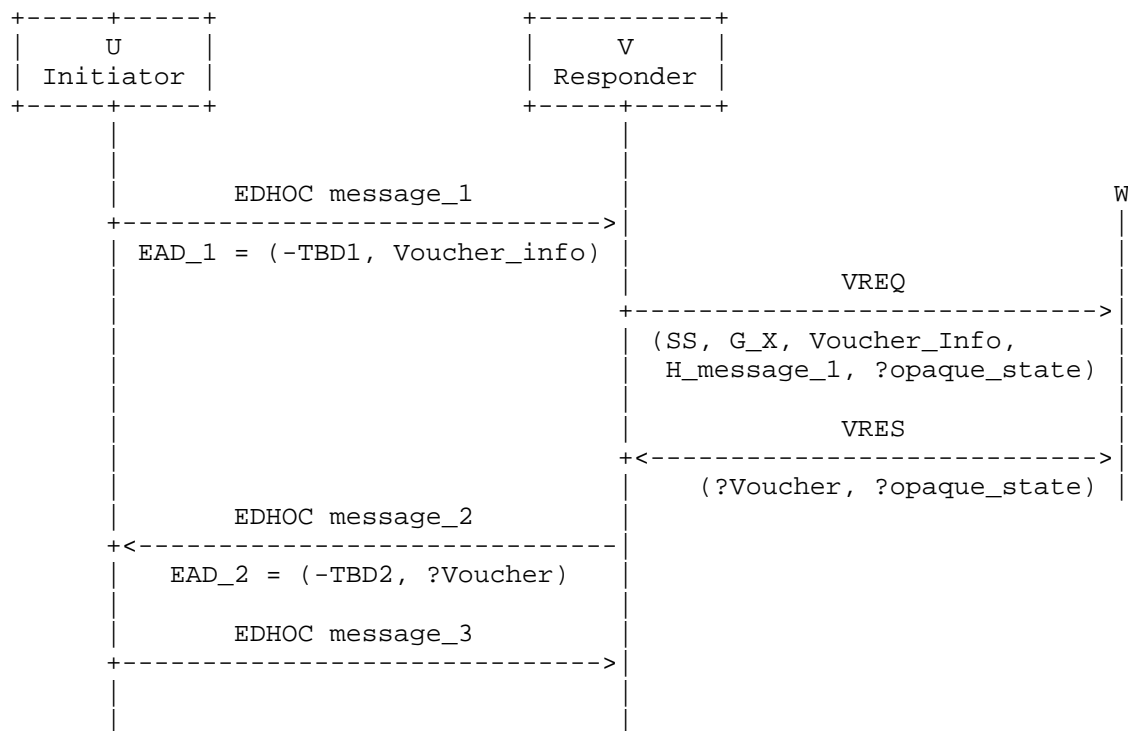 U
Initiator
V
Responder
EDHOC message_1
W
EAD_1 = (-TBD1, Voucher_info)
VREQ
(SS, G_X, Voucher_Info,
H_message_1, ?opaque_state)
VRES
(?Voucher, ?opaque_state)
EDHOC message_2
EAD_2 = (-TBD2, ?Voucher)
EDHOC message_3